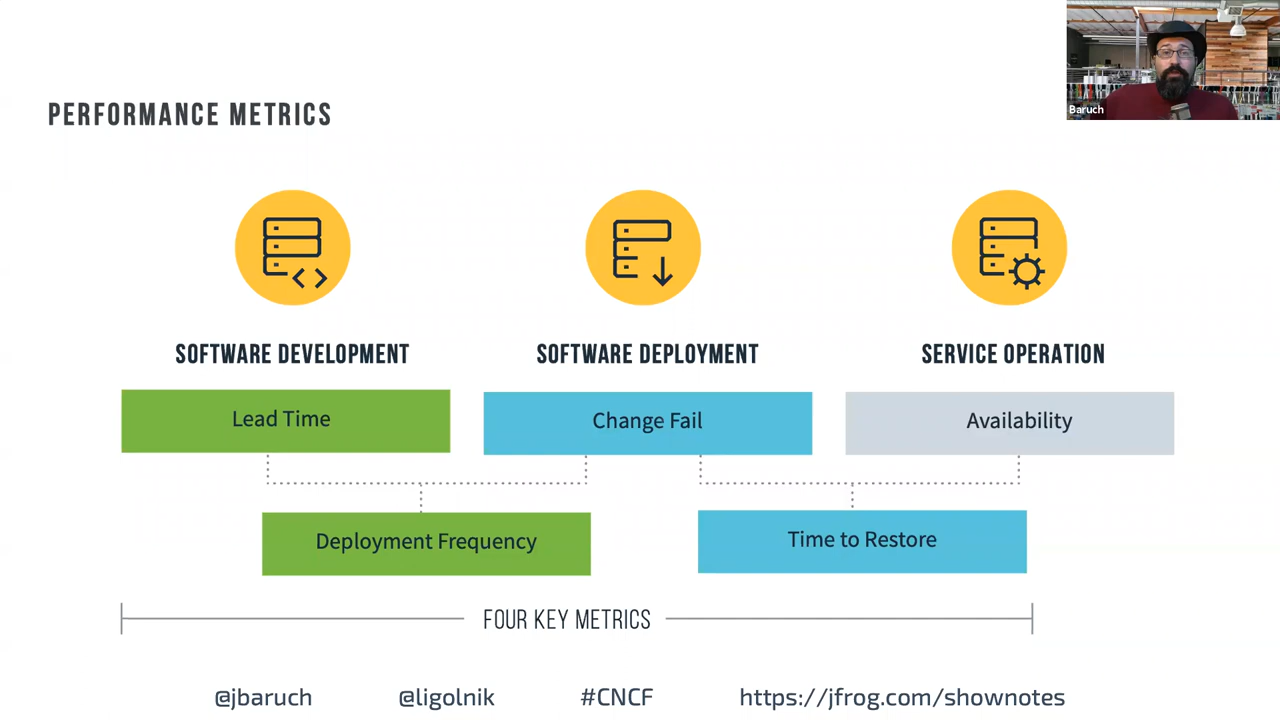 Baruch
PERFORMANCE METRICS
SOFTWARE DEVELOPMENT
SOFTWARE DEPLOYMENT
SERVICE OPERATION
Lead Time
Change Fail
Availability
Deployment Frequency
Time to Restore
FOUR KEY METRICS
@jbaruch
@ligolnik
#CNCF
https://jfrog.com/shownotes